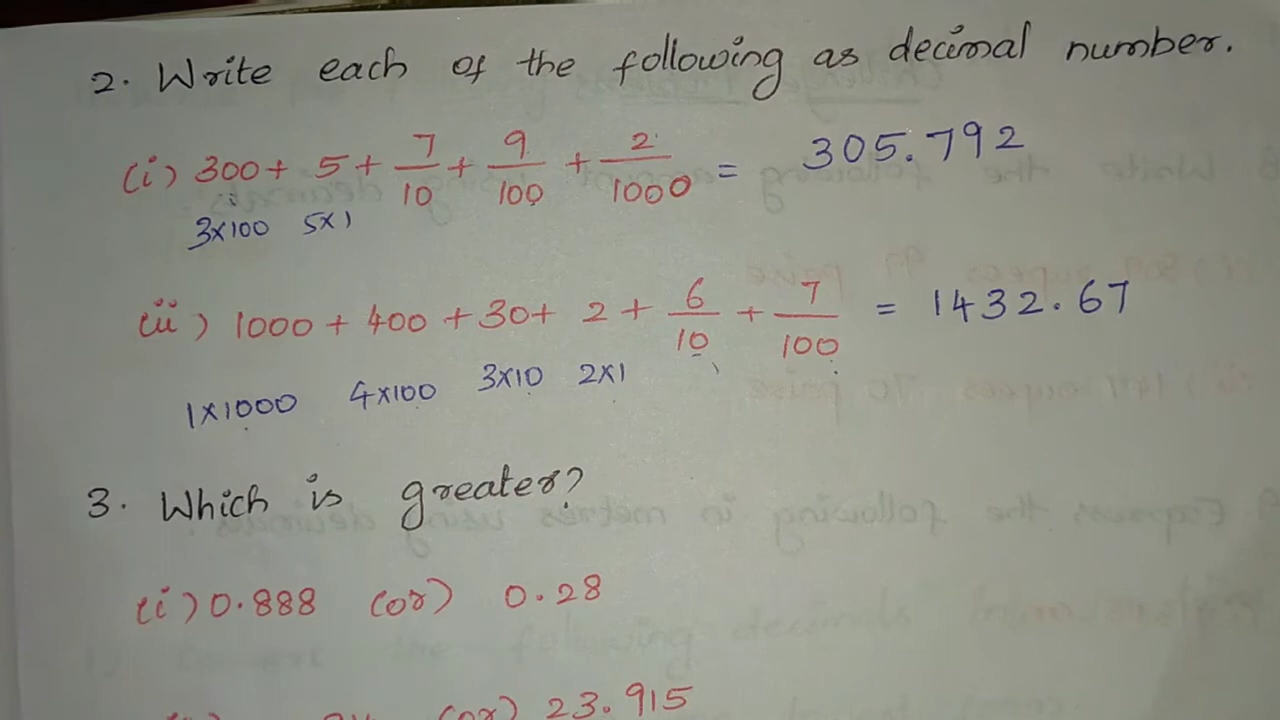 2. Write each of the following as decimal number.
(i) 300 + 5 + 7/10 + 9/100 + 2/1000 = 305.792
3×100 5×1
(ii) 1000 + 400 + 30 + 2 + 6/10 + 7/100 = 1432.67
1×1000 4×100 3×10 2×1
3. Which is greater?
(i) 0.888 (or) 0.28
(or) 23.915